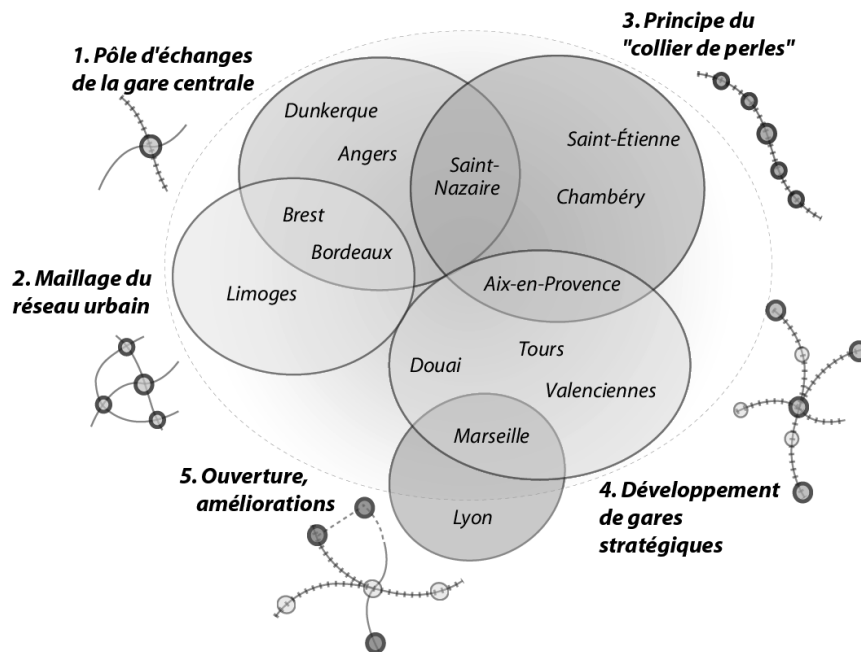 1. Pôle d'échanges
de la gare centrale
3. Principe du
"collier de perles"
Dunkerque
Angers
Saint-
Nazaire
Saint-Étienne
Chambéry
Brest
Bordeaux
2. Maillage du
réseau urbain
Limoges
Aix-en-Provence
Douai
Tours
Valenciennes
Marseille
5. Ouverture,
améliorations
Lyon
4. Développement
de gares
stratégiques